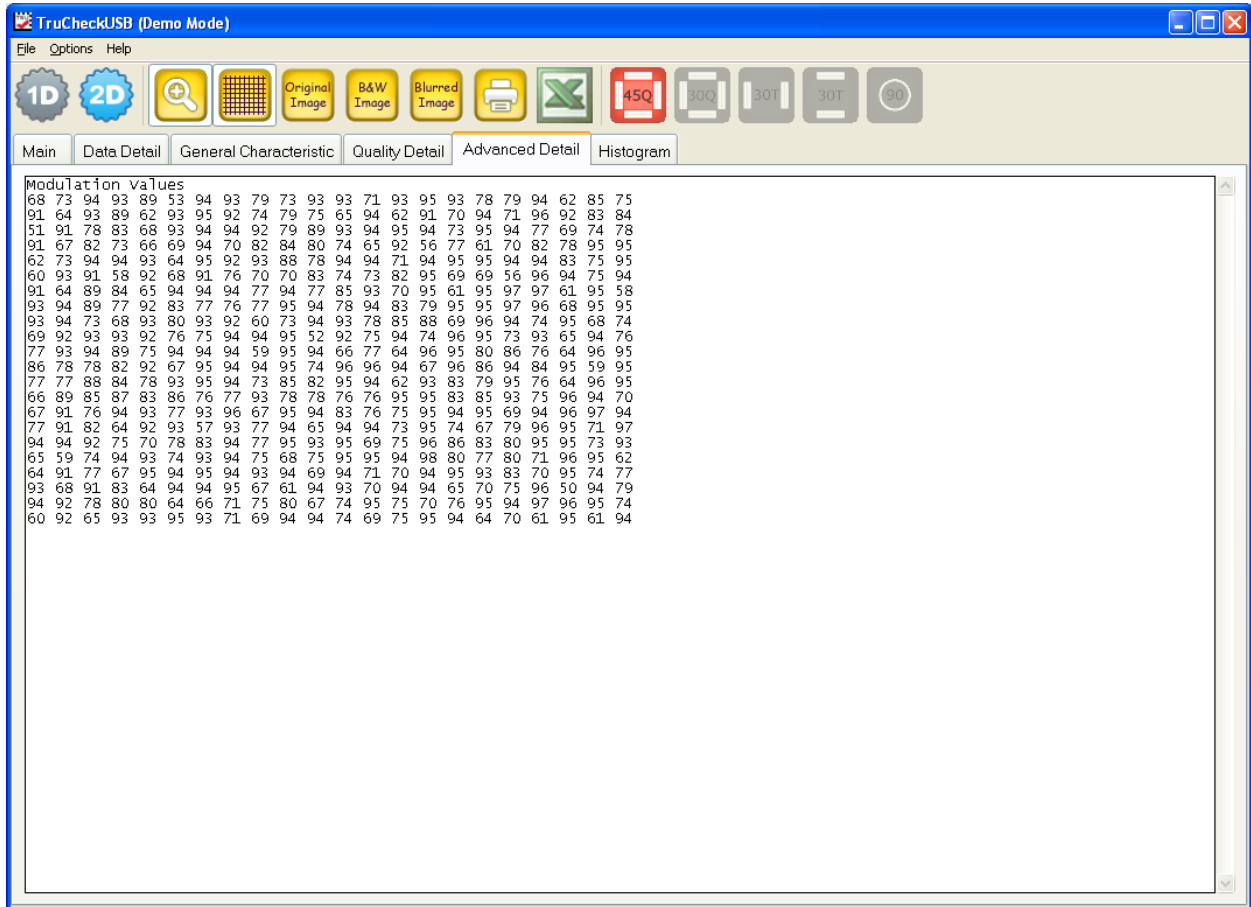 TruCheckUSB (Demo Mode)
File Options Help
1D 2D Original Image B&W Image Blurred Image 45Q 30Q 30T 30T 90
Main Data Detail General Characteristic Quality Detail Advanced Detail Histogram
Modulation Values
68 73 94 93 89 53 94 93 79 73 93 93 71 93 95 93 78 79 94 62 85 75
91 64 93 89 62 93 95 92 74 79 75 65 94 62 91 70 94 71 96 92 83 84
51 91 78 83 68 93 94 94 92 79 89 93 94 95 94 73 95 94 77 69 74 78
91 67 82 73 66 69 94 70 82 84 80 74 65 92 56 77 61 70 82 78 95 95
62 73 94 94 93 64 95 92 93 88 78 94 94 71 94 95 95 94 94 83 75 95
60 93 91 58 92 68 91 76 70 70 83 74 73 82 95 69 69 56 96 94 75 94
91 64 89 84 65 94 94 94 77 94 77 85 93 70 95 61 95 97 97 61 95 58
93 94 89 77 92 83 77 76 77 95 94 78 94 83 79 95 95 97 96 68 95 95
93 94 73 68 93 80 93 92 60 73 94 93 78 85 88 69 96 94 74 95 68 74
69 92 93 93 92 76 75 94 94 95 52 92 75 94 74 96 95 73 93 65 94 76
77 93 94 89 75 94 94 94 59 95 94 66 77 64 96 95 80 86 76 64 96 95
86 78 78 82 92 67 95 94 94 95 74 96 96 94 67 96 86 94 84 95 59 95
77 77 88 84 78 93 95 94 73 85 82 95 94 62 93 83 79 95 76 64 96 95
66 89 85 87 83 86 76 77 93 78 78 76 76 95 95 83 85 93 75 96 94 70
67 91 76 94 93 77 93 96 67 95 94 83 76 75 95 94 95 69 94 96 97 94
77 91 82 64 92 93 57 93 77 94 65 94 94 73 95 74 67 79 96 95 71 97
94 94 92 75 70 78 83 94 77 95 93 95 69 75 96 86 83 80 95 95 73 93
65 59 74 94 93 74 93 94 75 68 75 95 95 94 98 80 77 80 71 96 95 62
64 91 77 67 95 94 95 94 93 94 69 94 71 70 94 95 93 83 70 95 74 77
93 68 91 83 64 94 94 95 67 61 94 93 70 94 94 65 70 75 96 50 94 79
94 92 78 80 80 64 66 71 75 80 67 74 95 75 70 76 95 94 97 96 95 74
60 92 65 93 93 95 93 71 69 94 94 74 69 75 95 94 64 70 61 95 61 94